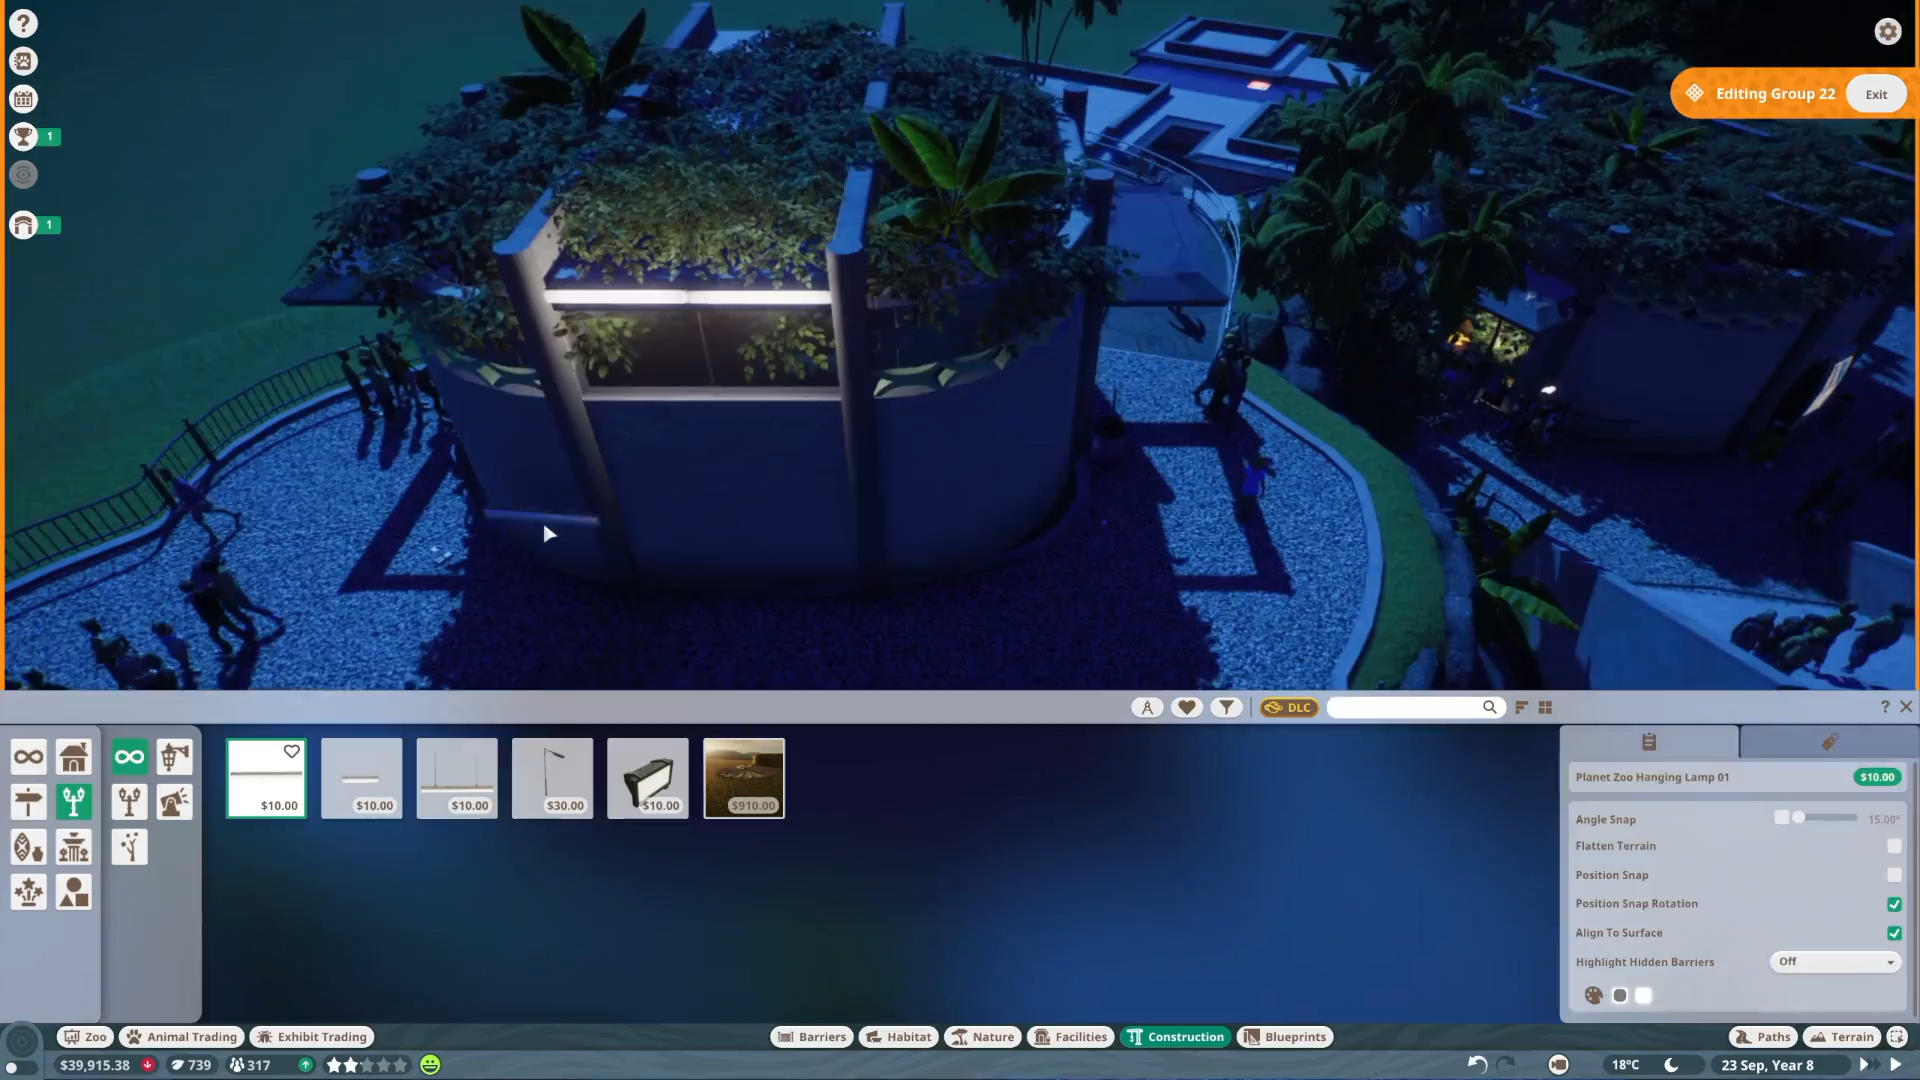 ?
Editing Group 22
Exit
1
1
DLC
?
$10.00
$10.00
$10.00
$30.00
$10.00
$910.00
Planet Zoo Hanging Lamp 01
$10.00
Angle Snap
15.00°
Flatten Terrain
Position Snap
Position Snap Rotation
Align To Surface
Highlight Hidden Barriers
Off
Zoo
Animal Trading
Exhibit Trading
Barriers
Habitat
Nature
Facilities
Construction
Blueprints
Paths
Terrain
$39,915.38
739
317
18°C
23 Sep, Year 8